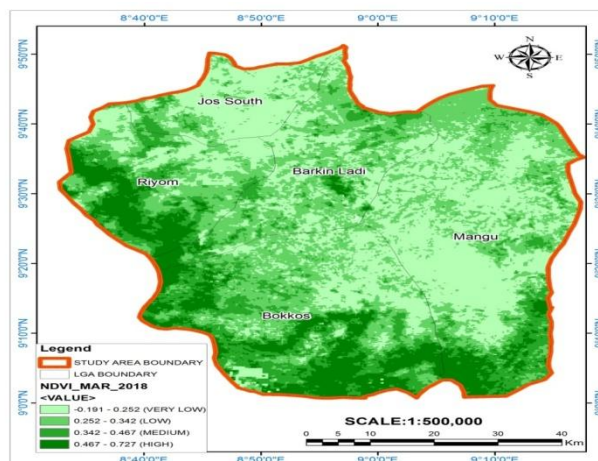 8°40'0"E 8°50'0"E 9°0'0"E 9°10'0"E
N
W E
S
9°50'0"N
9°40'0"N
9°30'0"N
9°20'0"N
9°10'0"N
9°0'0"N
Jos South
Barkin-Ladi
Riyom
Mangu
Bokkos
Legend
STUDY AREA BOUNDARY
LGA BOUNDARY
NDVI_MAR_2018
<VALUE>
-0.191 - 0.252 (VERY LOW)
0.252 - 0.342 (LOW)
0.342 - 0.467 (MEDIUM)
0.467 - 0.727 (HIGH)
SCALE:1:500,000
0 5 10 20 30 40
Km
8°40'0"E 8°50'0"E 9°0'0"E 9°10'0"E